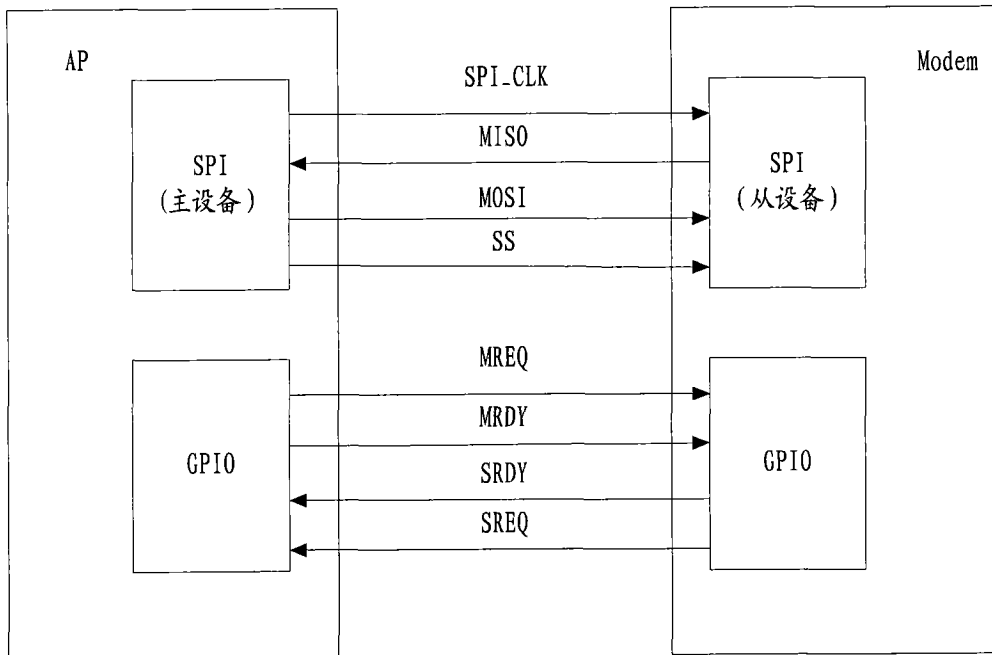 AP
Modem
SPI_CLK
MISO
SPI
(主设备)
MOSI
SS
SPI
(从设备)
MREQ
MRDY
GPIO
SRDY
SREQ
GPIO